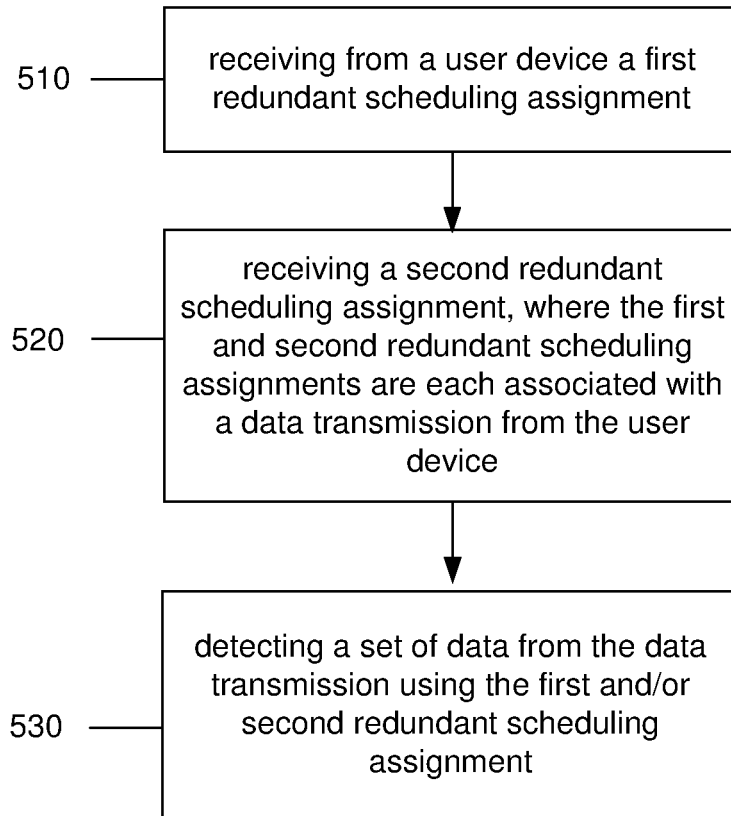 510
receiving from a user device a first
redundant scheduling assignment
520
receiving a second redundant
scheduling assignment, where the first
and second redundant scheduling
assignments are each associated with
a data transmission from the user
device
530
detecting a set of data from the data
transmission using the first and/or
second redundant scheduling
assignment